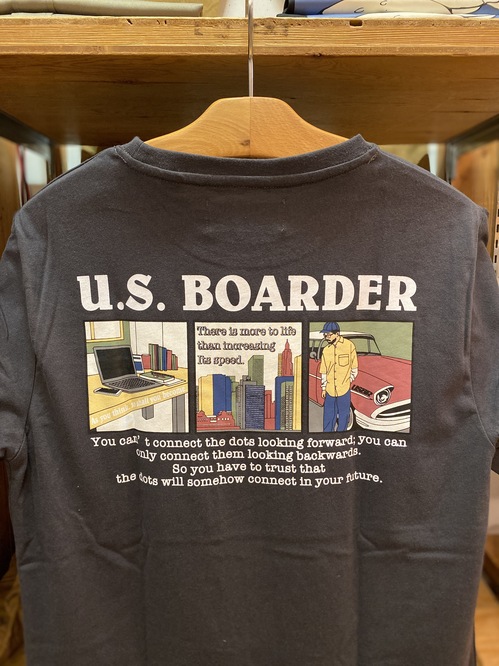 U.S. BOARDER
There is more to life
than increasing
Its speed.
You can't connect the dots looking forward; you can
only connect them looking backwards.
So you have to trust that
the dots will somehow connect in your future.